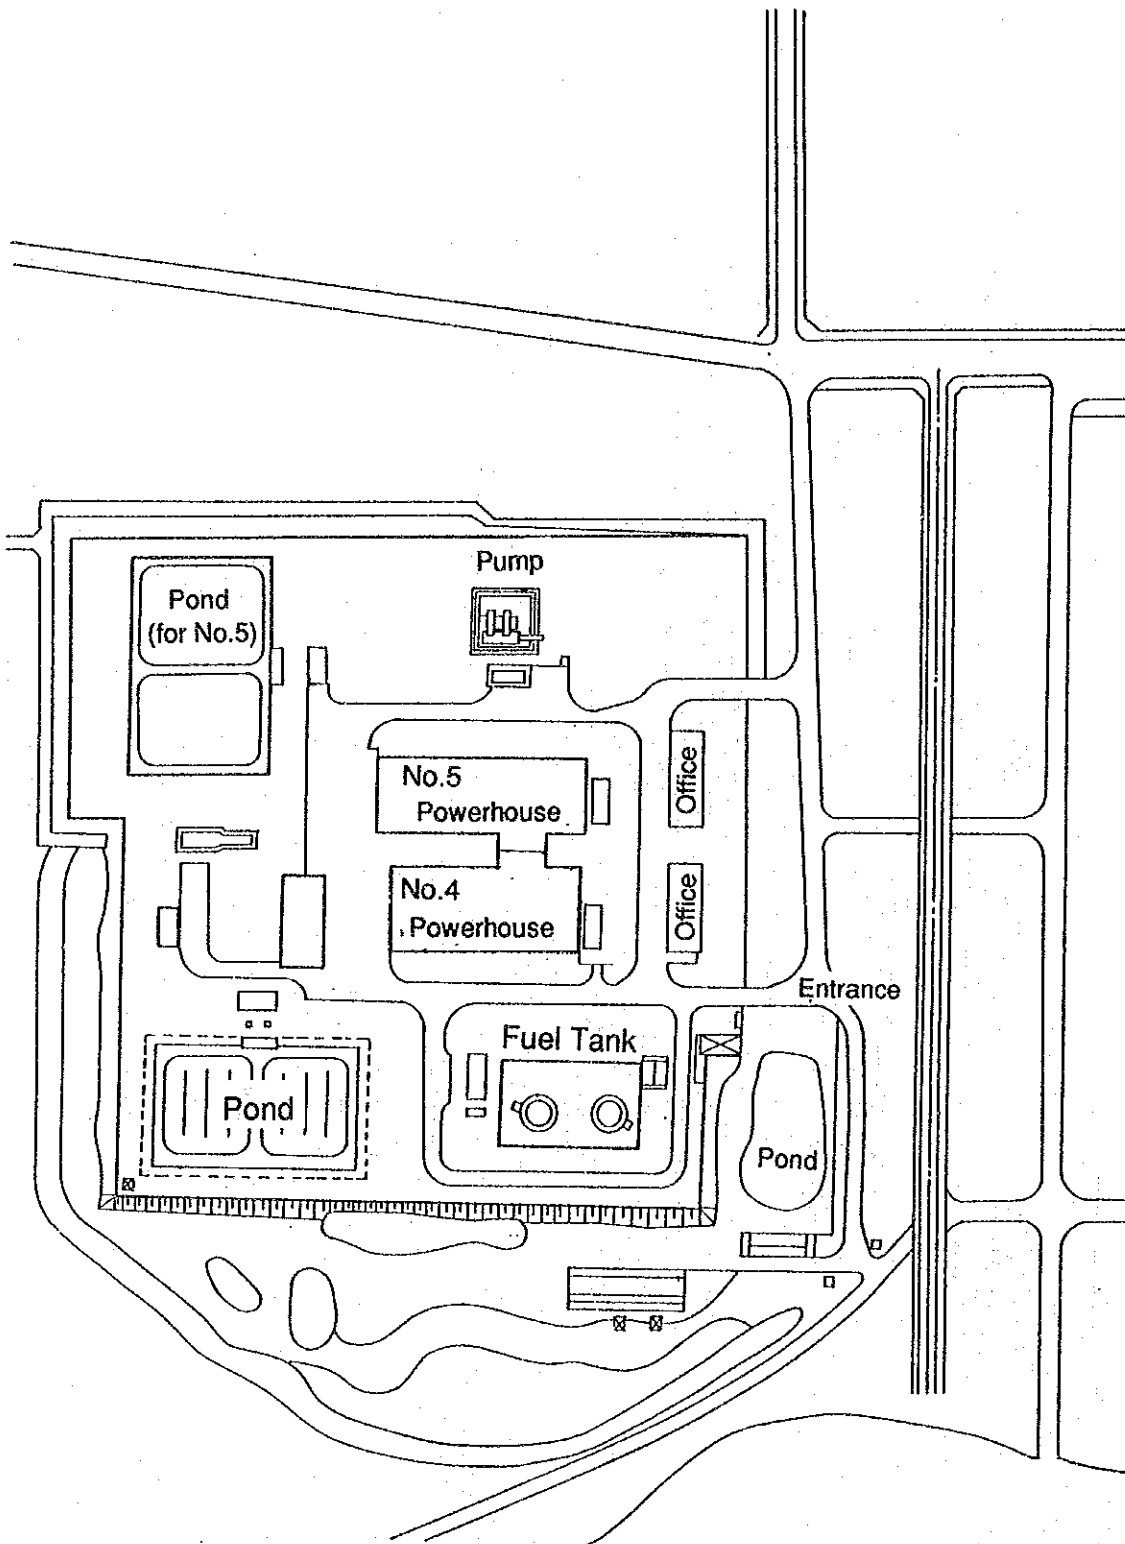 Pump
Pond
(for No.5)
No.5
Powerhouse
Office
No.4
Powerhouse
Office
Entrance
Fuel Tank
Pond
Pond